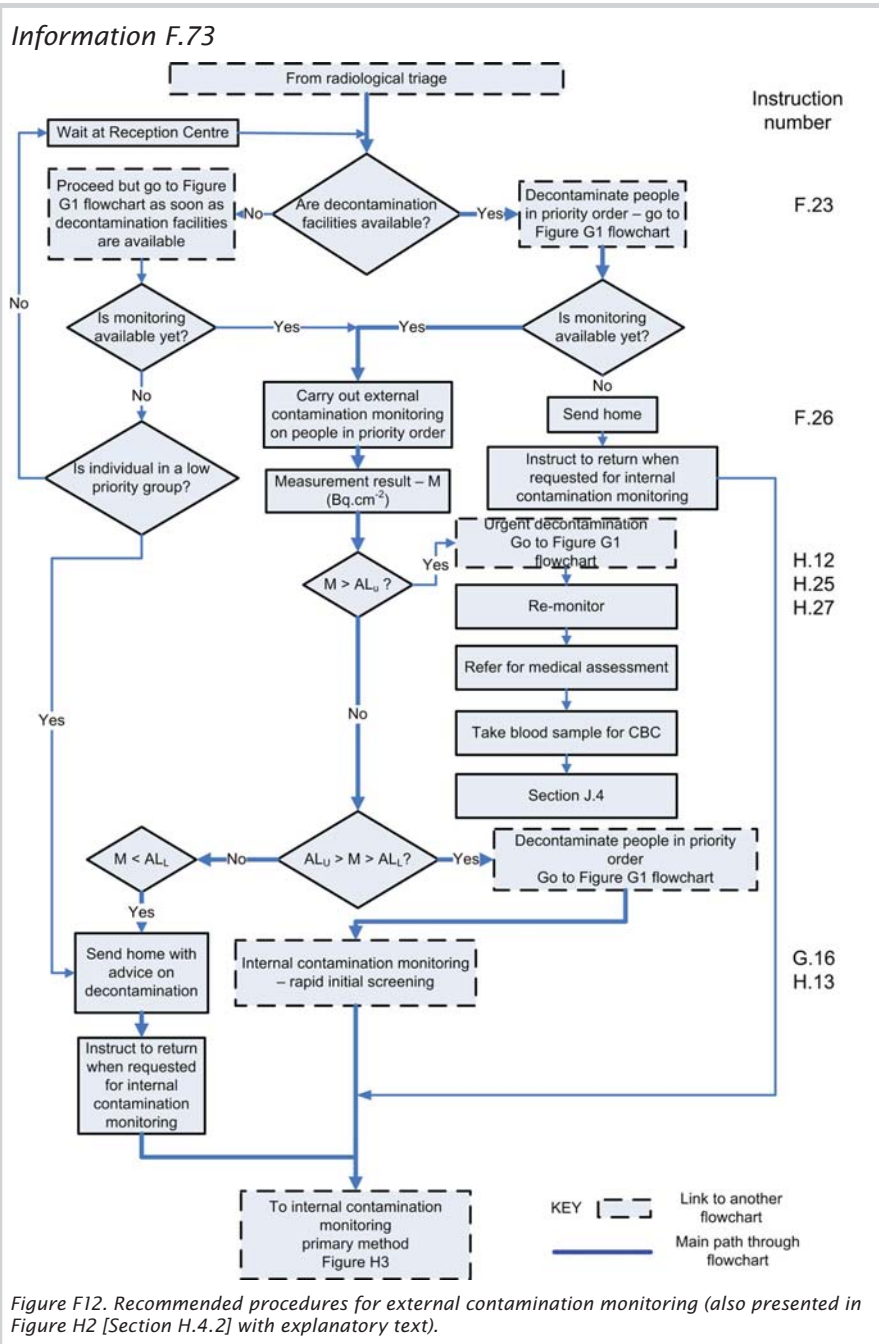 Information F.73
From radiological triage
Instruction
number
Wait at Reception Centre
Proceed but go to Figure
G1 flowchart as soon as
decontamination facilities
are available
No
Are decontamination
facilities available?
Yes
Decontaminate people
in priority order – go to
Figure G1 flowchart
F.23
No
Is monitoring
available yet?
Yes
Yes
Is monitoring
available yet?
No
No
Carry out external
contamination monitoring
on people in priority order
Send home
F.26
Is individual in a low
priority group?
Measurement result – M
(Bq.cm⁻²)
Instruct to return when
requested for internal
contamination monitoring
M > ALᵤ ?
Yes
Urgent decontamination
Go to Figure G1
flowchart
H.12
H.25
H.27
Re-monitor
Refer for medical assessment
Yes
No
Take blood sample for CBC
Section J.4
M < AL_L
No
AL_U > M > AL_L?
Yes
Decontaminate people in priority
order
Go to Figure G1 flowchart
Yes
Send home with
advice on
decontamination
Internal contamination monitoring
– rapid initial screening
G.16
H.13
Instruct to return
when requested
for internal
contamination
monitoring
To internal contamination
monitoring
primary method
Figure H3
KEY
Link to another
flowchart
Main path through
flowchart
Figure F12. Recommended procedures for external contamination monitoring (also presented in
Figure H2 [Section H.4.2] with explanatory text).